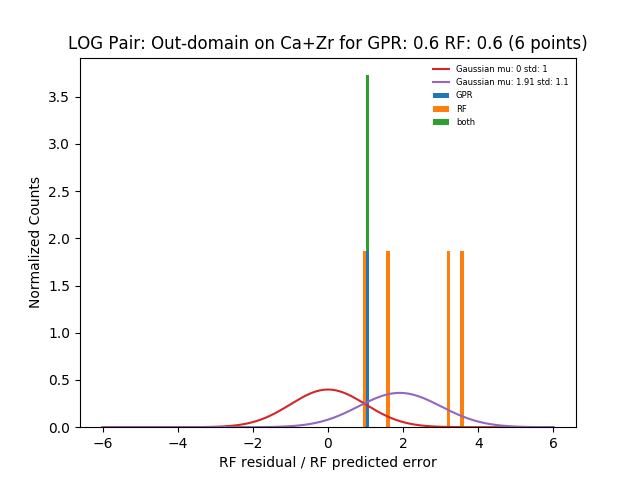 LOG Pair: Out-domain on Ca+Zr for GPR: 0.6 RF: 0.6 (6 points)
Gaussian mu: 0 std: 1
Gaussian mu: 1.91 std: 1.1
GPR
RF
both
Normalized Counts
3.5
3.0
2.5
2.0
1.5
1.0
0.5
0.0
−6 −4 −2 0 2 4 6
RF residual / RF predicted error